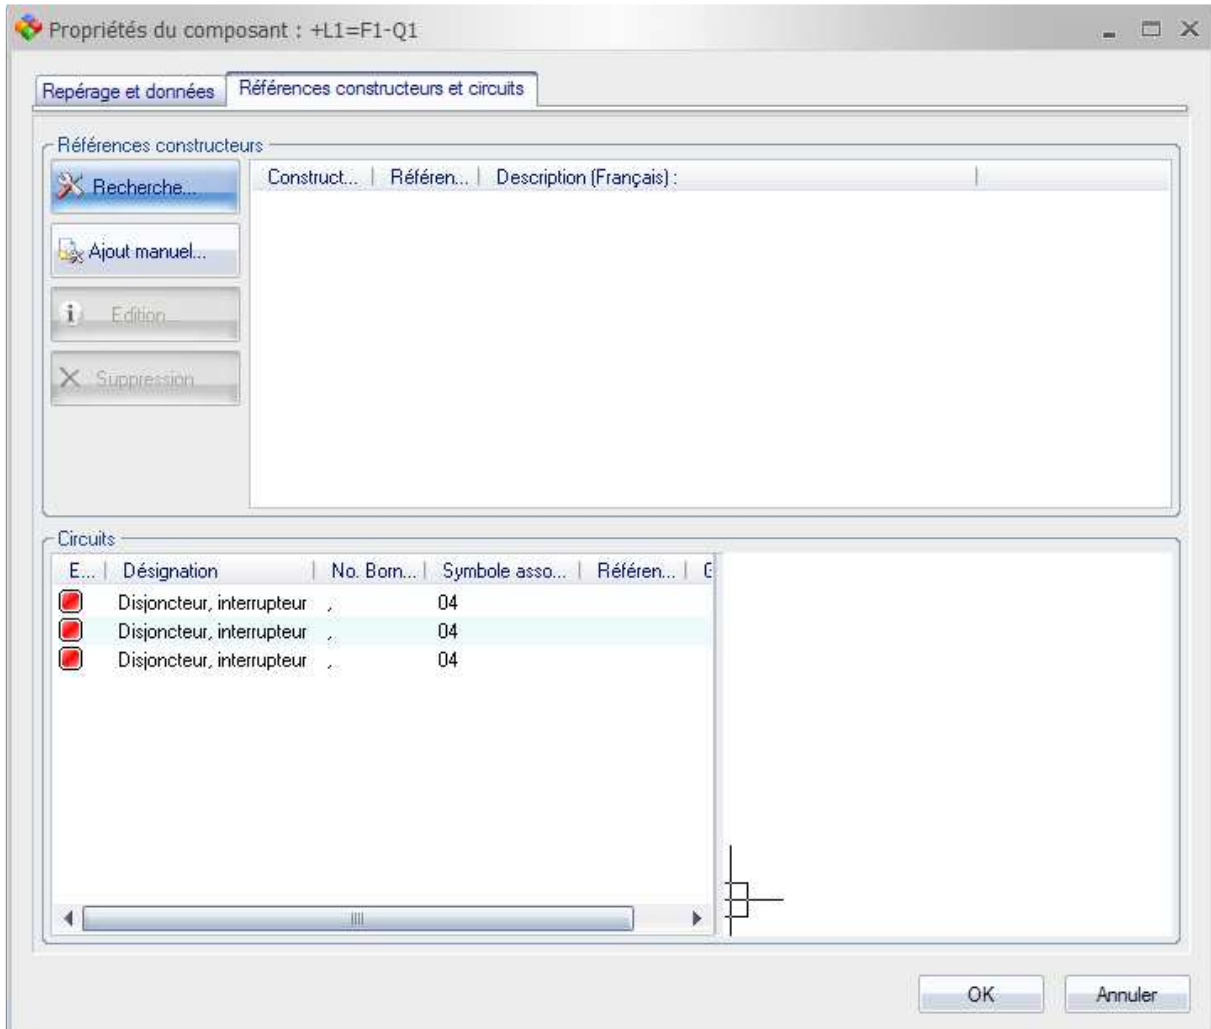 Propriétés du composant : +L1=F1-Q1
Repérage et données Références constructeurs et circuits
Références constructeurs
Recherche...
Construct... Référen... Description (Français) :
Ajout manuel...
Edition...
Suppression
Circuits
E... Désignation No. Born... Symbole asso... Référen...
Disjoncteur, interrupteur , 04
Disjoncteur, interrupteur , 04
Disjoncteur, interrupteur , 04
OK Annuler